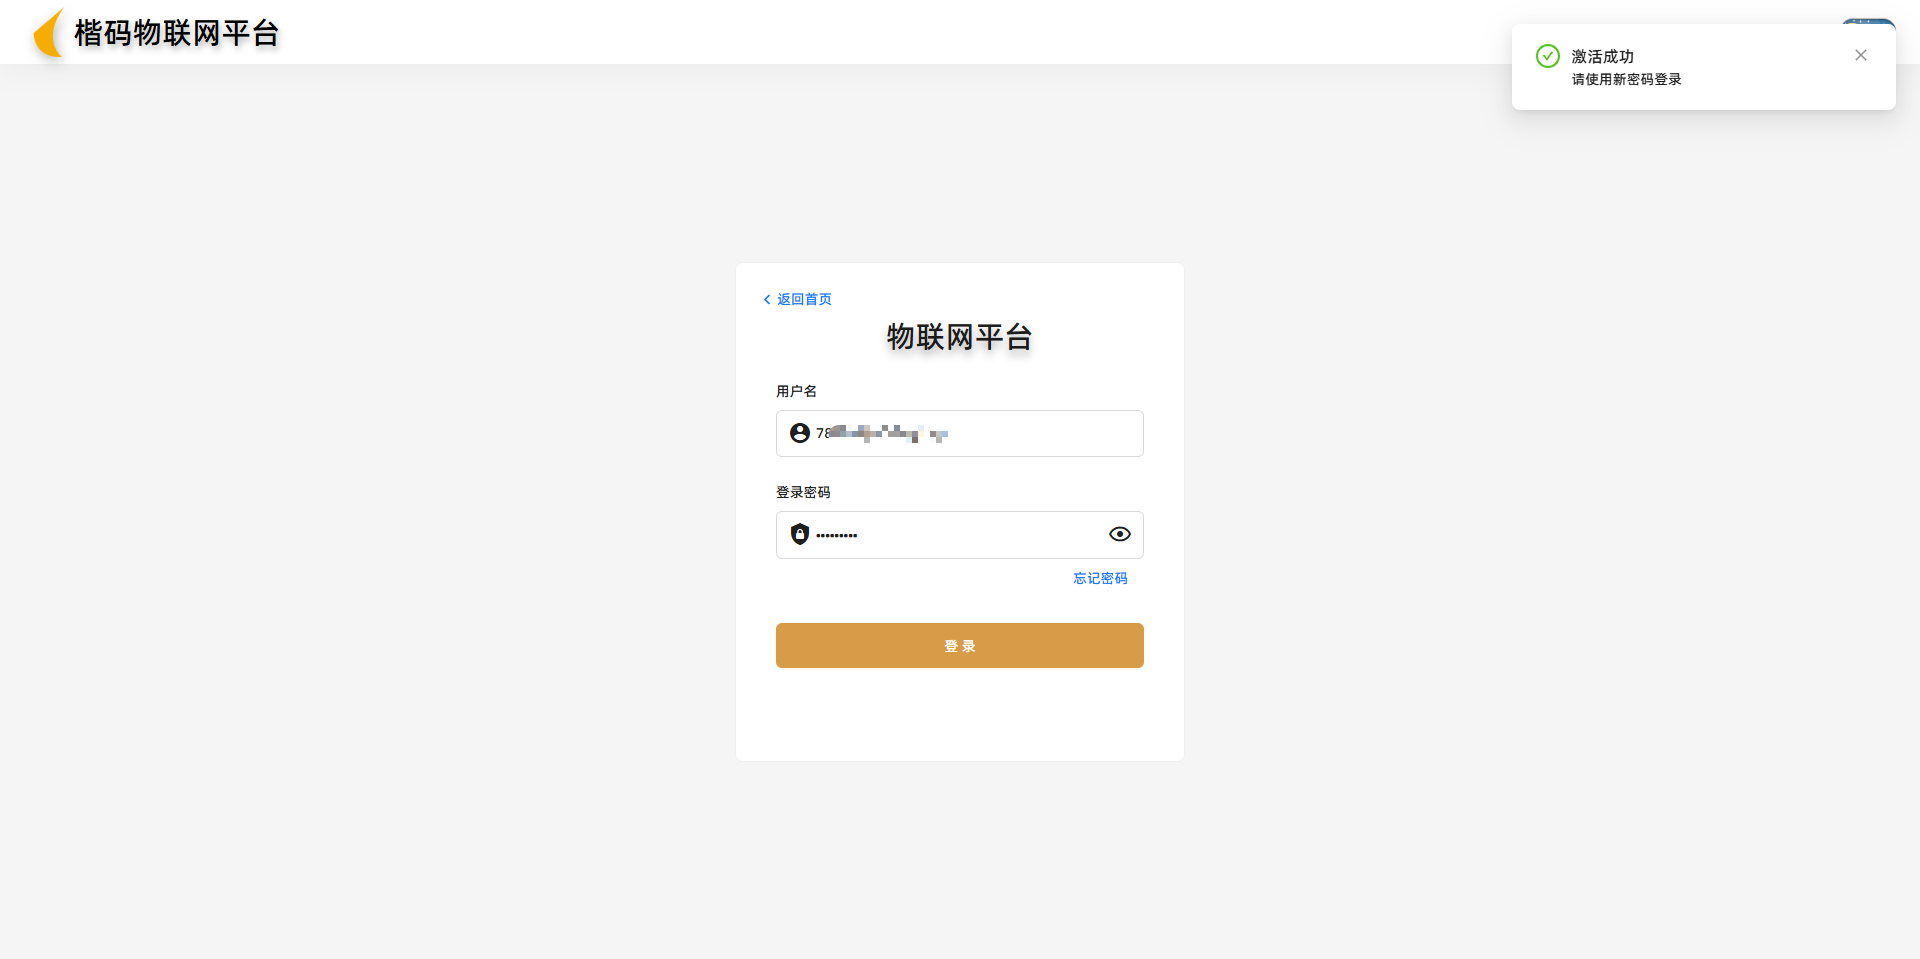 楷码物联网平台
激活成功
请使用新密码登录
返回首页
物联网平台
用户名
78
登录密码
•••••••••
忘记密码
登 录